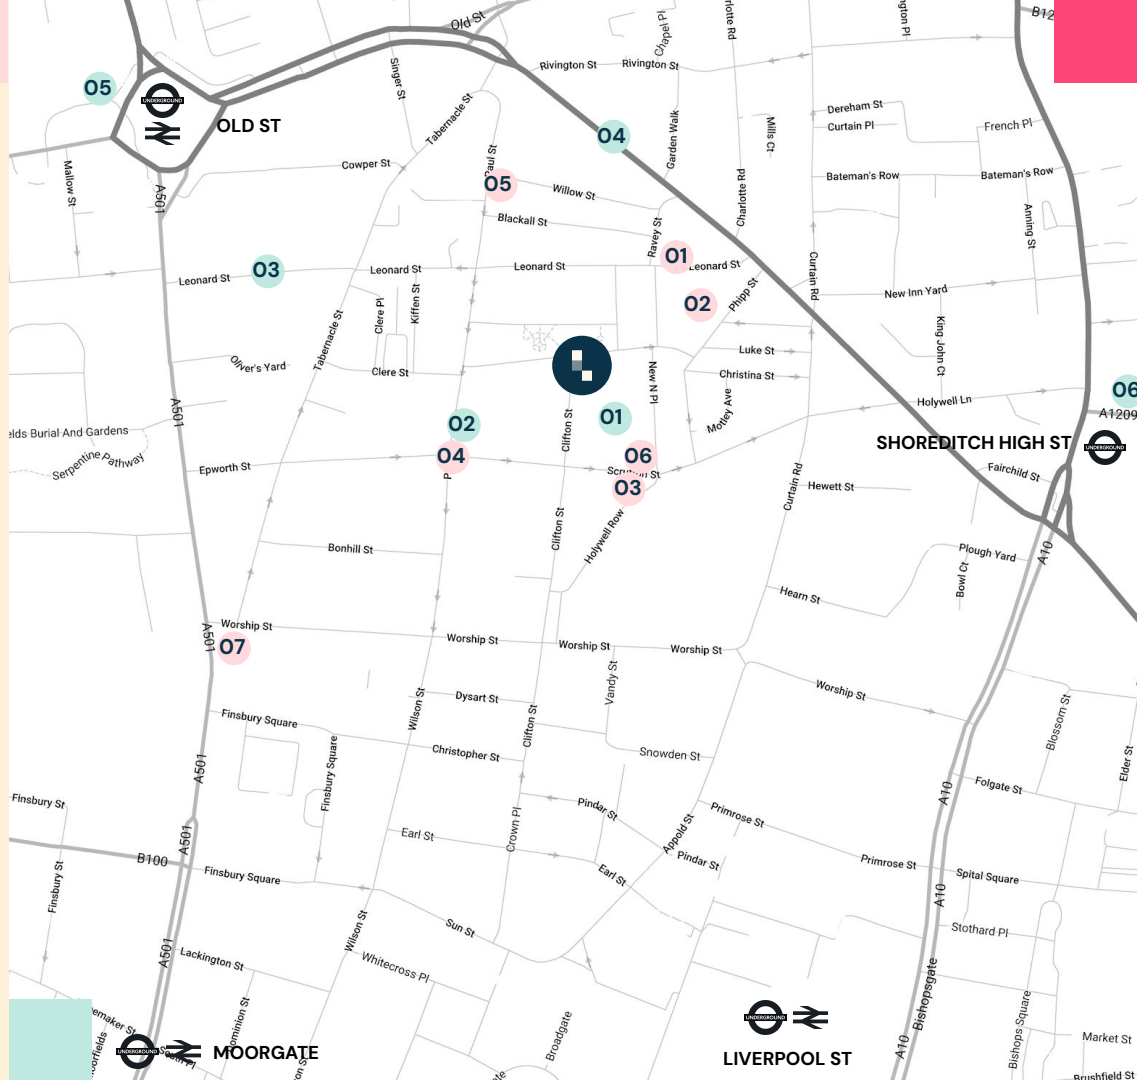 Old St
Chapel Pl
B12
Rivington St
Rivington St
Singer St
05
UNDERGROUND
OLD ST
Tabernacle St
04
Garden Walk
Mills Ct
Dereham St
Curtain Pl
French Pl
Mallow St
A501
Cowper St
05
Willow St
Blackall St
Charlotte Rd
Bateman's Row
Bateman's Row
Anning St
Ravey St
01
Leonard St
03
Leonard St
Leonard St
Leonard St
02
Phipp St
Curtain Rd
New Inn Yard
Clere Pl
Kiffen St
Tabernacle St
Oliver's Yard
Clere St
Luke St
Christina St
King John Ct
New N Pl
Motley Ave
Holywell Ln
06
A1209
A501
02
01
Clifton St
Serpentine Pathway
Epworth St
04
06
03
SHOREDITCH HIGH ST
UNDERGROUND
Fairchild St
Curtain Rd
Hewett St
Clifton St
Holywell Row
Bonhill St
Plough Yard
Bowl Ct
A10
Hearn St
A501
Worship St
07
Worship St
Worship St
Worship St
Vandy St
Worship St
Wilson St
Dysart St
Clifton St
Finsbury Square
Finsbury Square
Christopher St
Snowden St
Blossom St
Elder St
A501
Finsbury St
Pindar St
Primrose St
A10
Folgate St
Crown Pl
Earl St
Appold St
Pindar St
Earl St
A501
B100
Finsbury Square
Finsbury St
Primrose St
Spital Square
A10
Stothard Pl
Sun St
Wilson St
Whitecross Pl
A501
Lackington St
Broadgate
Bishopsgate
Bishops Square
UNDERGROUND
LIVERPOOL ST
UNDERGROUND
MOORGATE
A10
Market St
Brushfield St